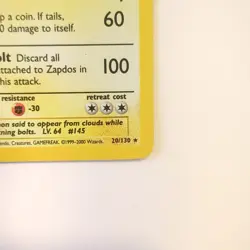 a coin. If tails, 60
0 damage to itself.
olt Discard all
attached to Zapdos in 100
his attack.
resistance retreat cost
-30
on said to appear from clouds while
ning bolts. LV. 64 #145
ndo, Creatures, GAMEFREAK. ©1999-2000 Wizards. 20/130 ★